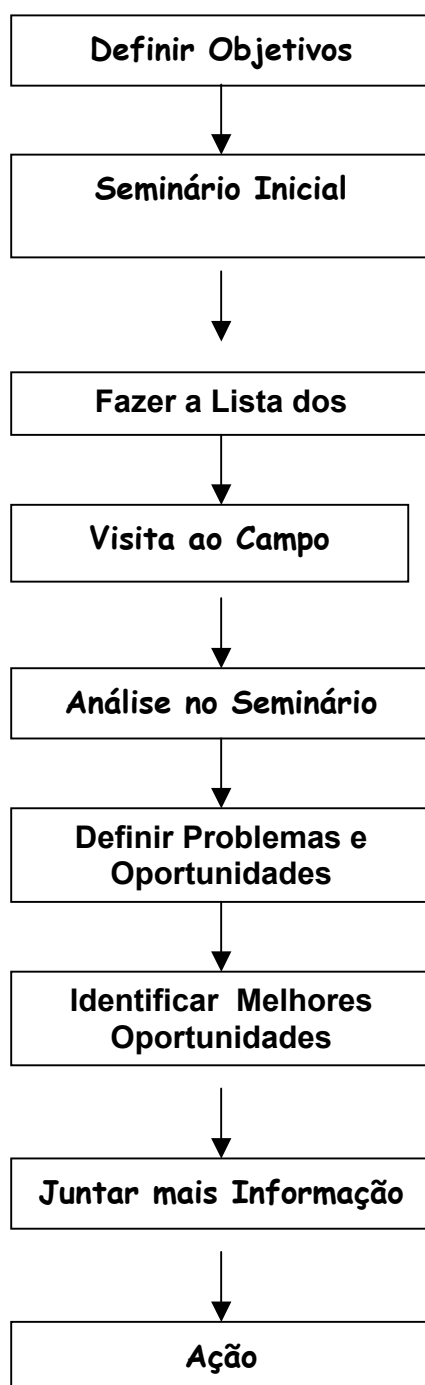 Definir Objetivos
Seminário Inicial
Fazer a Lista dos
Visita ao Campo
Análise no Seminário
Definir Problemas e
Oportunidades
Identificar Melhores
Oportunidades
Juntar mais Informação
Ação